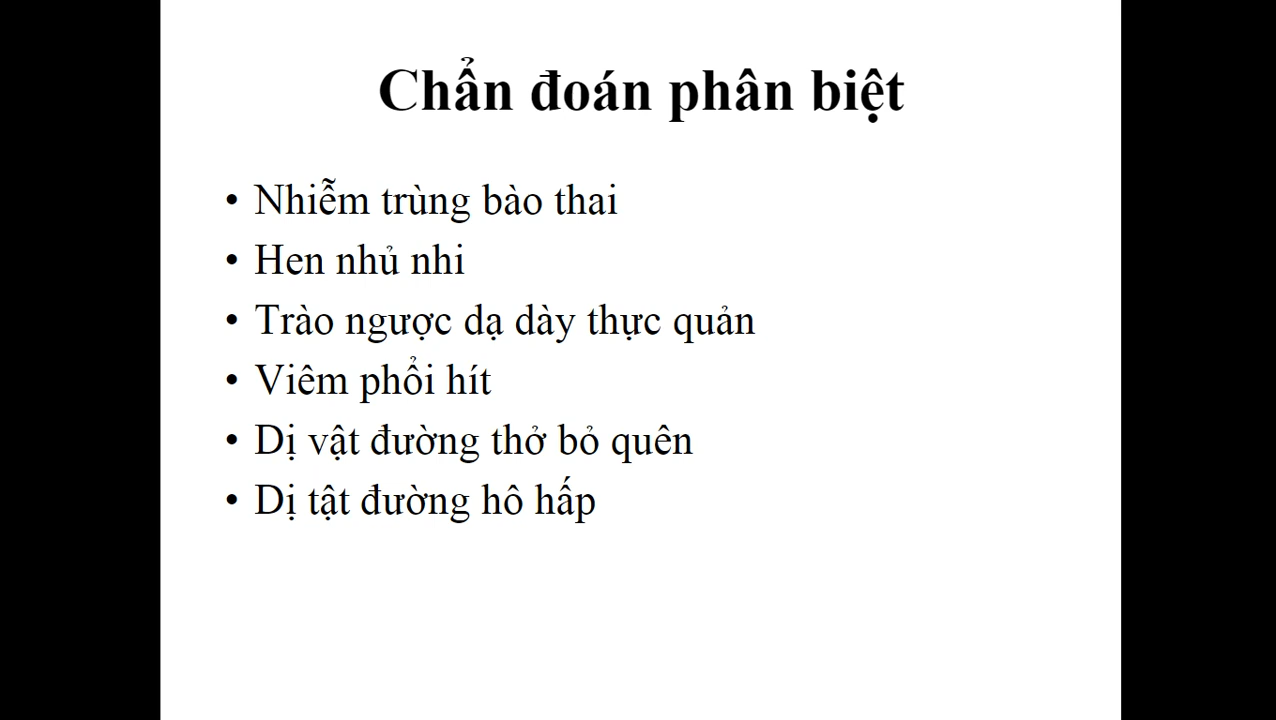 Chẩn đoán phân biệt
• Nhiễm trùng bào thai
• Hen nhủ nhi
• Trào ngược dạ dày thực quản
• Viêm phổi hít
• Dị vật đường thở bỏ quên
• Dị tật đường hô hấp